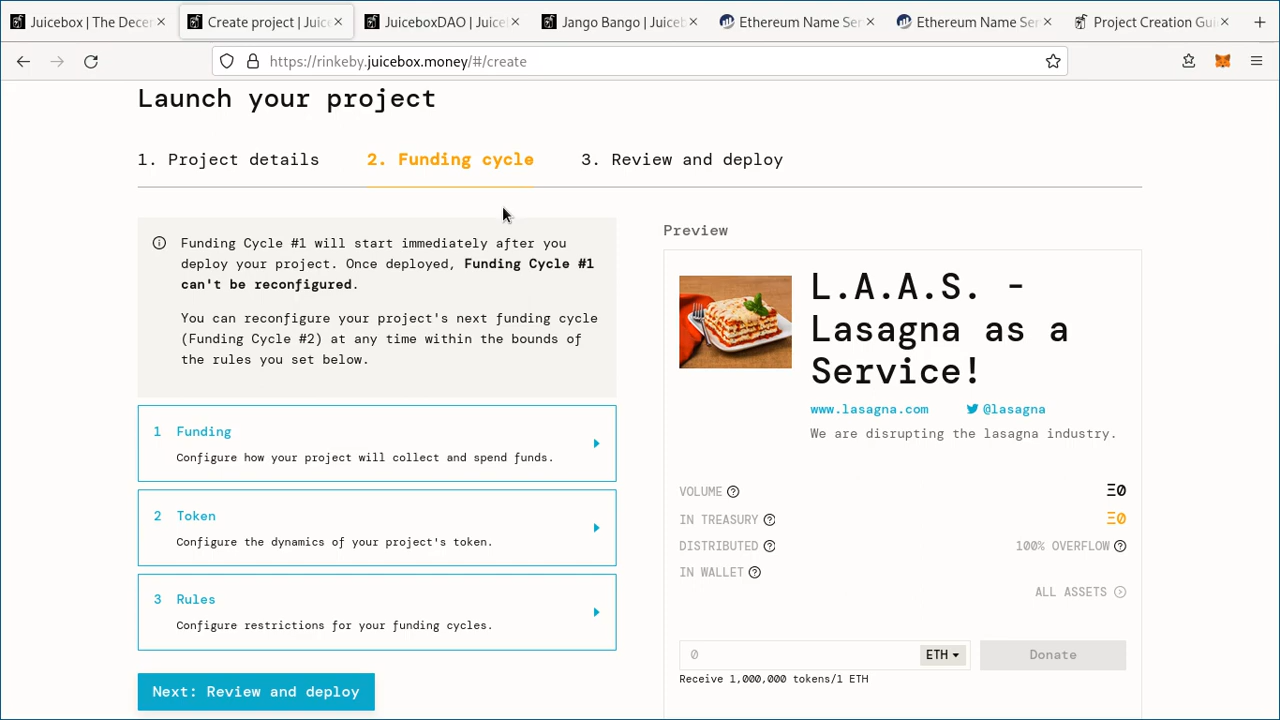 Juicebox | The Decen
Create project | Juice
JuiceboxDAO | Juicel
Jango Bango | Juicebo
Ethereum Name Ser
Ethereum Name Ser
Project Creation Gui
https://rinkeby.juicebox.money/#/create
Launch your project
1. Project details
2. Funding cycle
3. Review and deploy
Funding Cycle #1 will start immediately after you
deploy your project. Once deployed, Funding Cycle #1
can't be reconfigured.
You can reconfigure your project's next funding cycle
(Funding Cycle #2) at any time within the bounds of
the rules you set below.
1 Funding
Configure how your project will collect and spend funds.
2 Token
Configure the dynamics of your project's token.
3 Rules
Configure restrictions for your funding cycles.
Next: Review and deploy
Preview
L.A.A.S. -
Lasagna as a
Service!
www.lasagna.com @lasagna
We are disrupting the lasagna industry.
VOLUME Ξ0
IN TREASURY Ξ0
DISTRIBUTED 100% OVERFLOW
IN WALLET
ALL ASSETS
0 ETH Donate
Receive 1,000,000 tokens/1 ETH